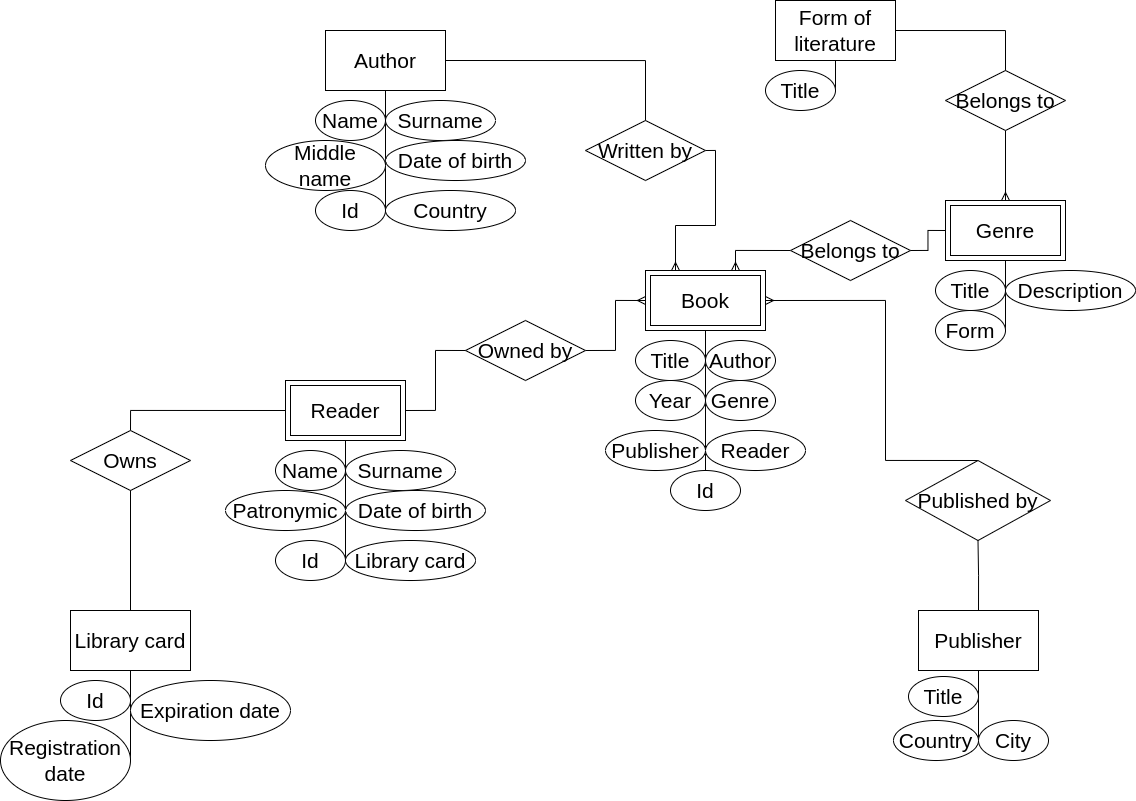 Form of
literature
Author
Title
Belongs to
Name
Surname
Written by
Middle
name
Date of birth
Id
Country
Genre
Belongs to
Title
Description
Book
Form
Owned by
Title
Author
Year
Genre
Reader
Publisher
Reader
Owns
Name
Surname
Id
Patronymic
Date of birth
Published by
Id
Library card
Library card
Publisher
Id
Expiration date
Title
Registration
date
Country
City